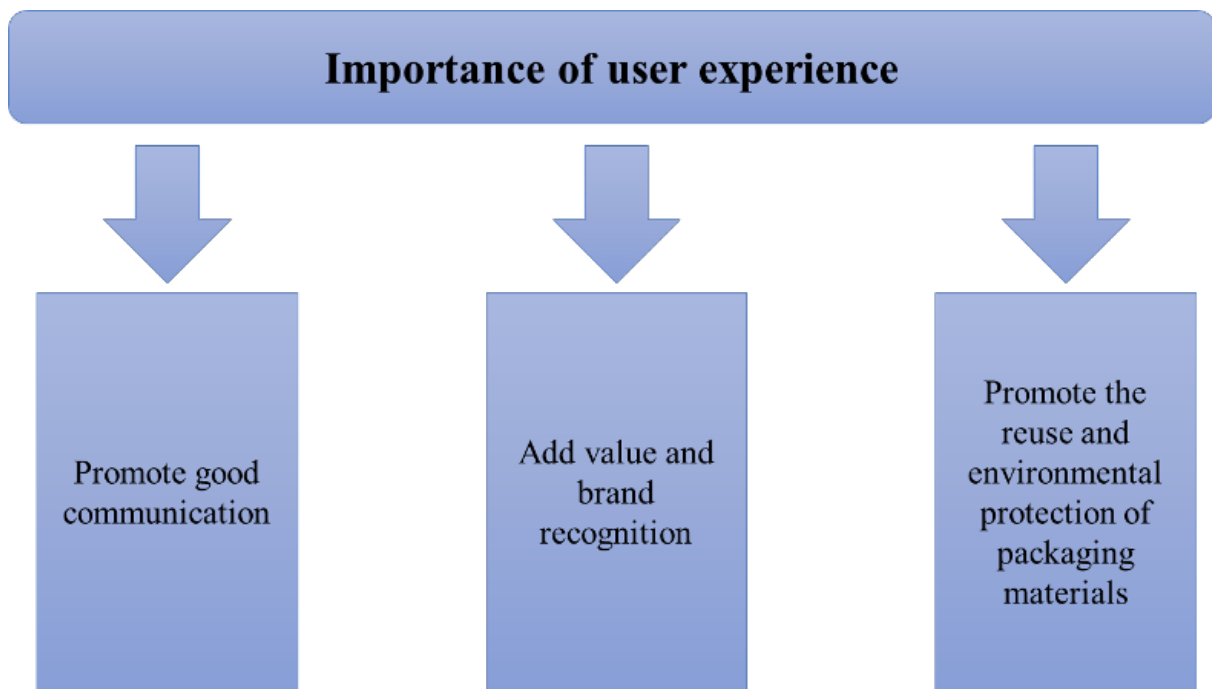 Importance of user experience
Promote good
communication
Add value and
brand
recognition
Promote the
reuse and
environmental
protection of
packaging
materials